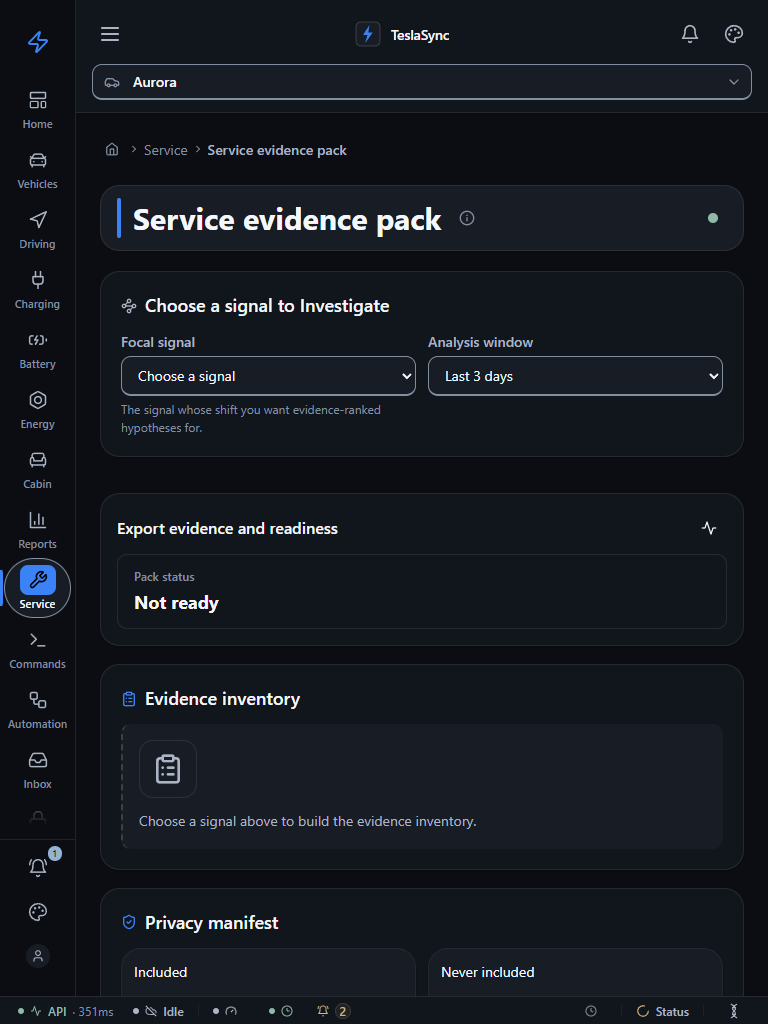 TeslaSync
Aurora
Home
Vehicles
Driving
Charging
Battery
Energy
Cabin
Reports
Service
Commands
Automation
Inbox
1
Service
Service evidence pack
Service evidence pack
Choose a signal to Investigate
Focal signal
Analysis window
Choose a signal
Last 3 days
The signal whose shift you want evidence-ranked
hypotheses for.
Export evidence and readiness
Pack status
Not ready
Evidence inventory
Choose a signal above to build the evidence inventory.
Privacy manifest
Included
Never included
API · 351ms
Idle
2
Status